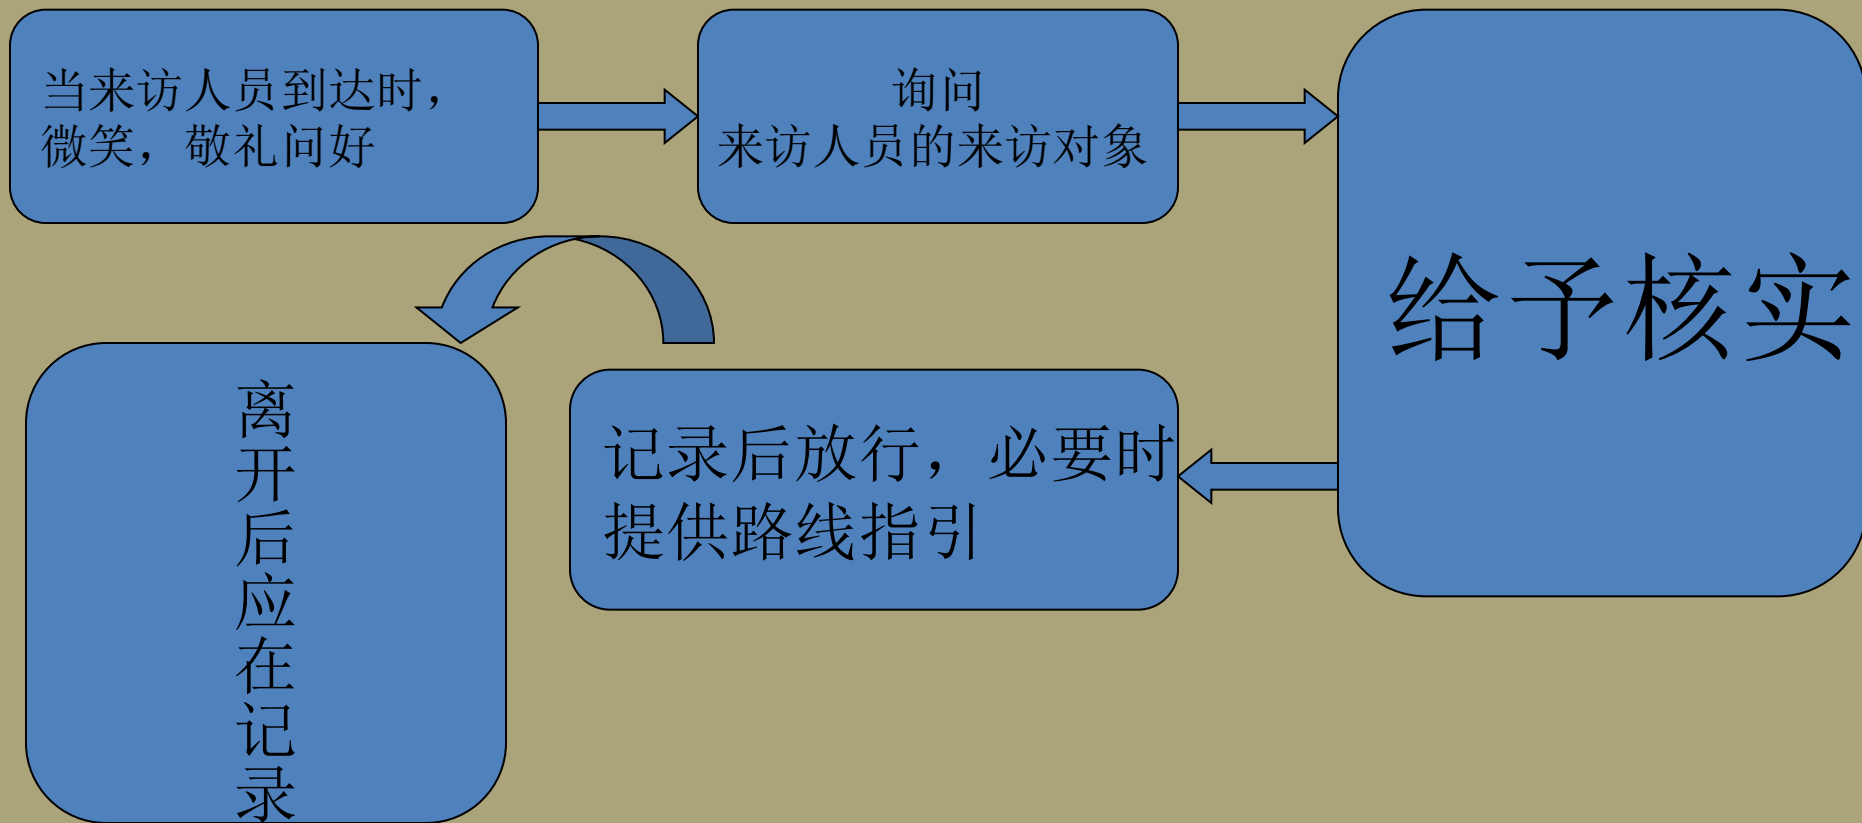 当来访人员到达时，
微笑，敬礼问好
询问
来访人员的来访对象
给予核实
记录后放行，必要时
提供路线指引
离开后应在记录